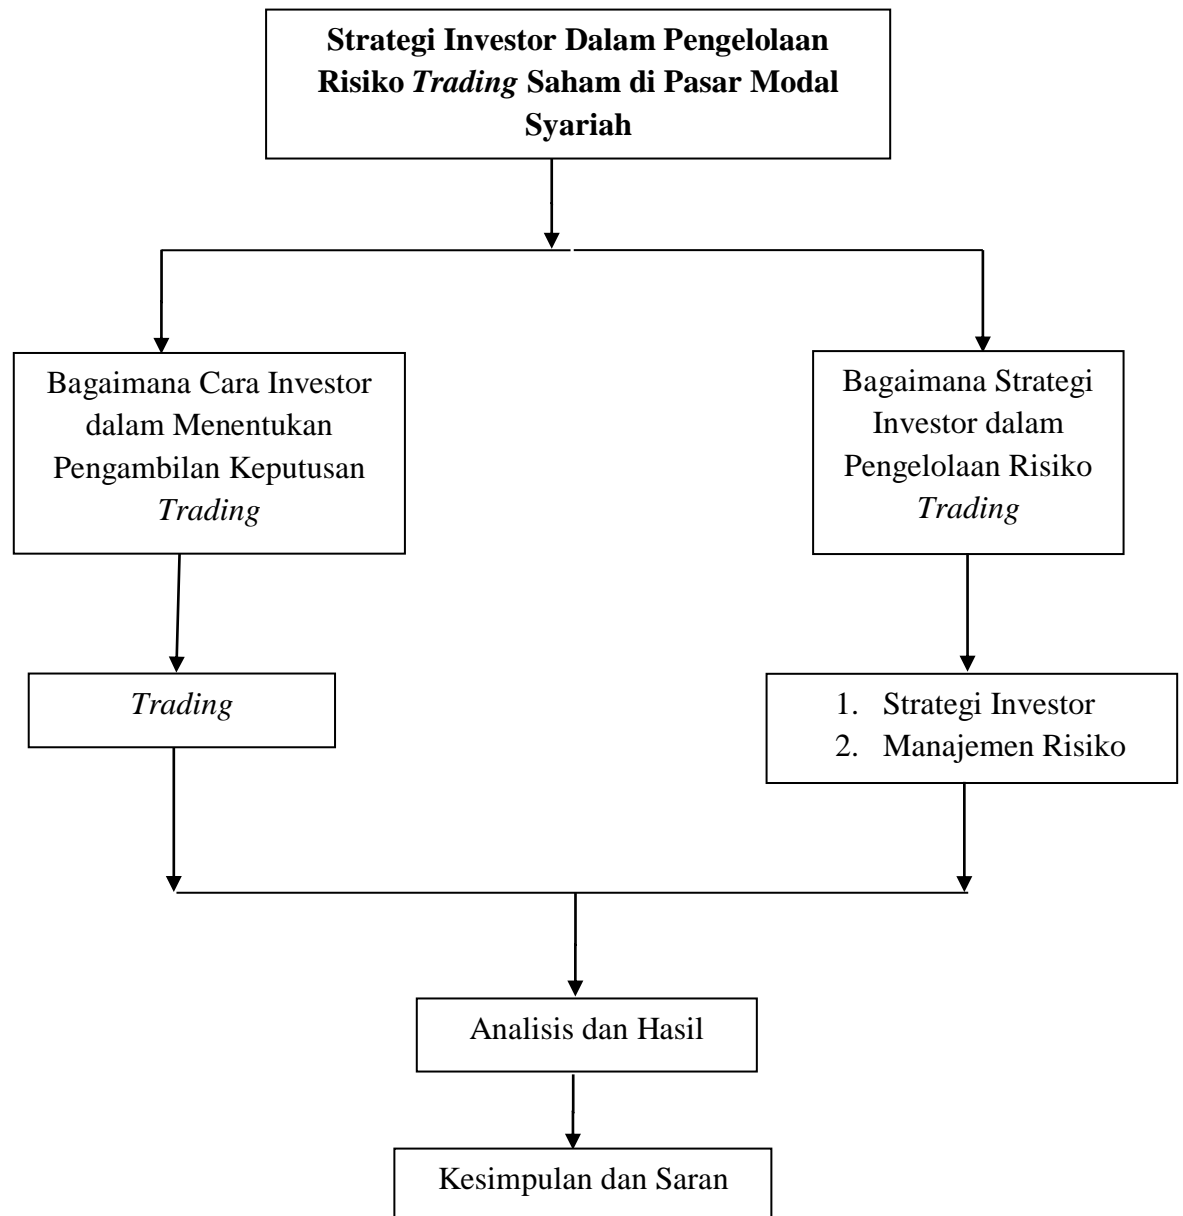 Strategi Investor Dalam Pengelolaan
Risiko Trading Saham di Pasar Modal
Syariah
Bagaimana Cara Investor
dalam Menentukan
Pengambilan Keputusan
Trading
Bagaimana Strategi
Investor dalam
Pengelolaan Risiko
Trading
Trading
1. Strategi Investor
2. Manajemen Risiko
Analisis dan Hasil
Kesimpulan dan Saran